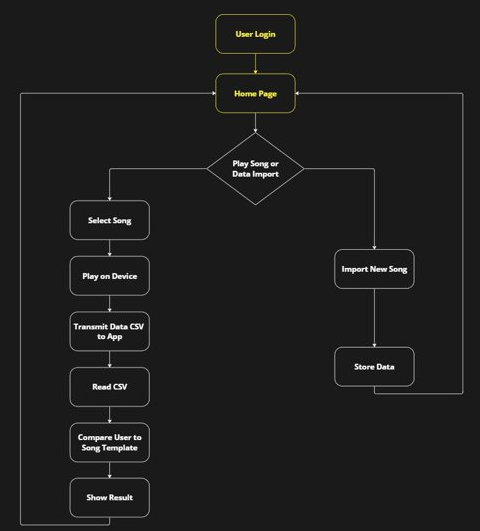 User Login
Home Page
Play Song or
Data Import
Select Song
Play on Device
Transmit Data CSV
to App
Read CSV
Compare User to
Song Template
Show Result
Import New Song
Store Data